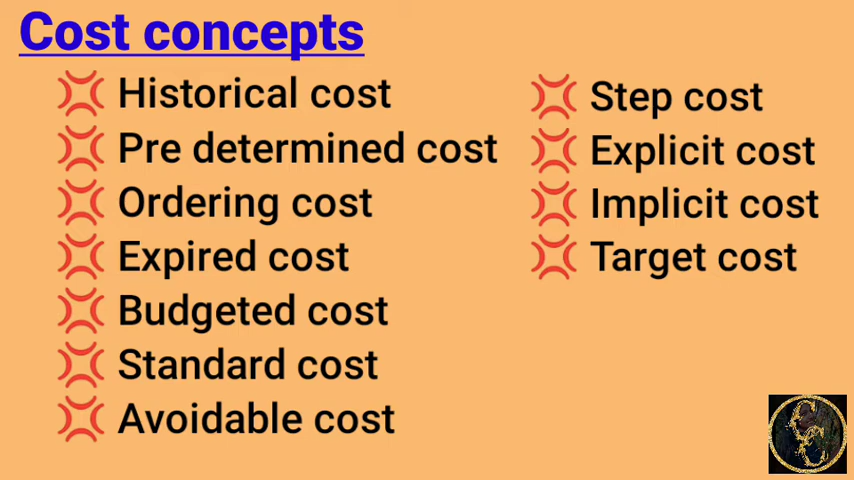 Cost concepts
Historical cost
Pre determined cost
Ordering cost
Expired cost
Budgeted cost
Standard cost
Avoidable cost
Step cost
Explicit cost
Implicit cost
Target cost